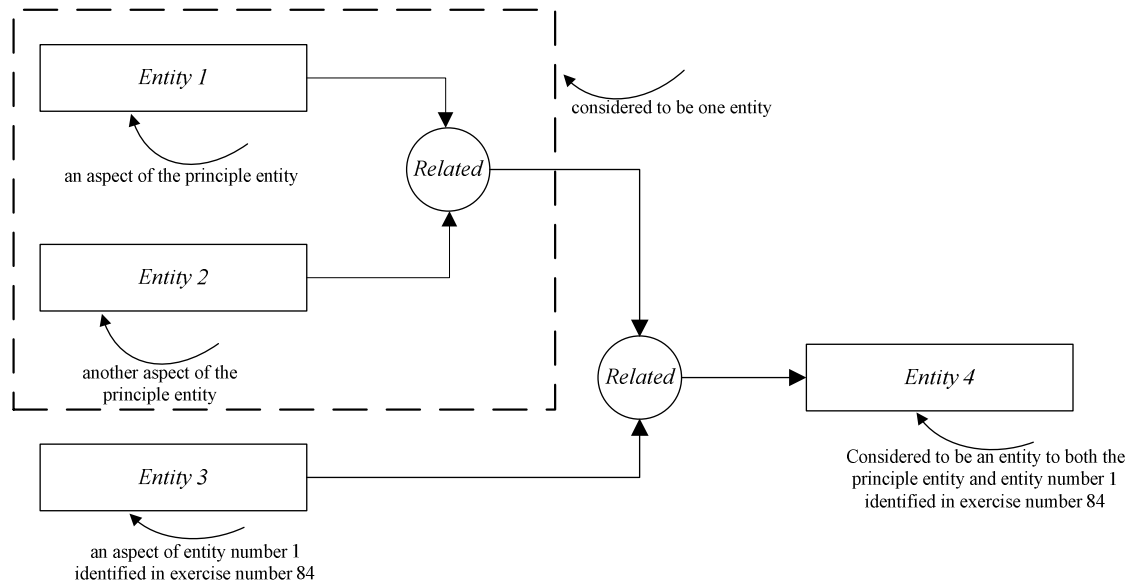 Entity 1
considered to be one entity
an aspect of the principle entity
Related
Entity 2
another aspect of the
principle entity
Related
Entity 4
Entity 3
Considered to be an entity to both the
principle entity and entity number 1
identified in exercise number 84
an aspect of entity number 1
identified in exercise number 84